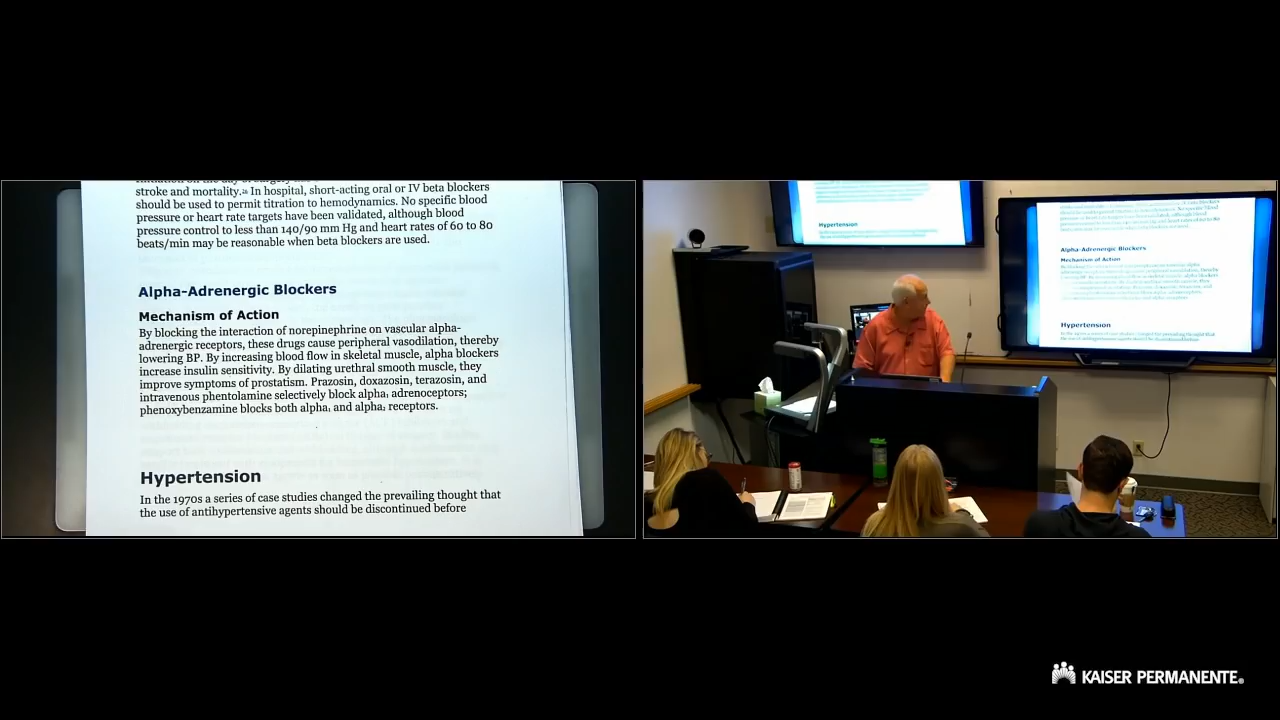 stroke and mortality.²⁸ In hospital, short-acting oral or IV beta blockers
should be used to permit titration to hemodynamics. No specific blood
pressure or heart rate targets have been validated, although blood
pressure control to less than 140/90 mm Hg and heart rates of 60 to 80
beats/min may be reasonable when beta blockers are used.
Alpha-Adrenergic Blockers
Mechanism of Action
By blocking the interaction of norepinephrine on vascular alpha-
adrenergic receptors, these drugs cause peripheral vasodilation, thereby
lowering BP. By increasing blood flow in skeletal muscle, alpha blockers
increase insulin sensitivity. By dilating urethral smooth muscle, they
improve symptoms of prostatism. Prazosin, doxazosin, terazosin, and
intravenous phentolamine selectively block alpha₁ adrenoceptors;
phenoxybenzamine blocks both alpha₁ and alpha₂ receptors.
Hypertension
In the 1970s a series of case studies changed the prevailing thought that
the use of antihypertensive agents should be discontinued before
Hypertension
Alpha-Adrenergic Blockers
Mechanism of Action
Hypertension
KAISER PERMANENTE®